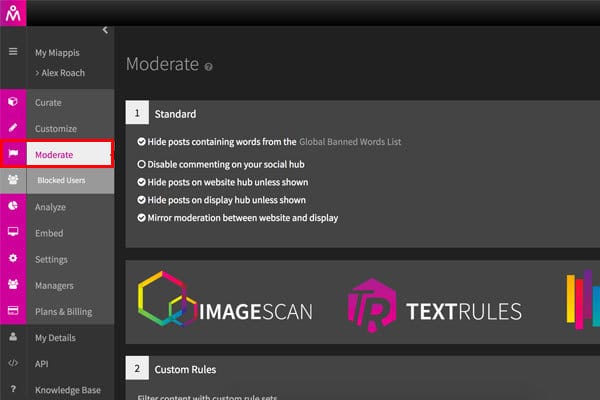 My Miappis
> Alex Roach
Curate
Customize
Moderate
Blocked Users
Analyze
Embed
Settings
Managers
Plans & Billing
My Details
API
Knowledge Base
Moderate
1 Standard
Hide posts containing words from the Global Banned Words List
Disable commenting on your social hub
Hide posts on website hub unless shown
Hide posts on display hub unless shown
Mirror moderation between website and display
IMAGESCAN
TR TEXTRULES
2 Custom Rules
Filter content with custom rule sets